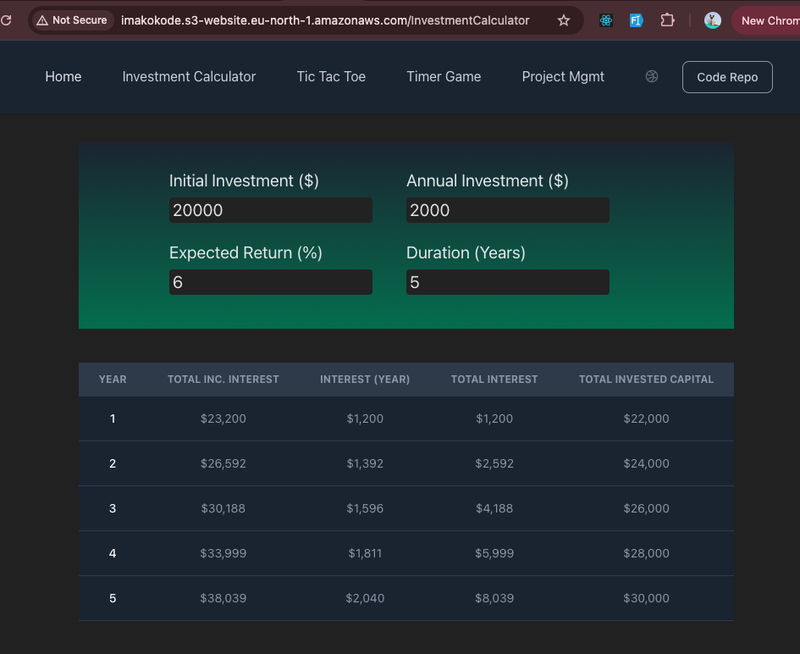 Not Secure imakokode.s3-website.eu-north-1.amazonaws.com/InvestmentCalculator New Chrom
Home Investment Calculator Tic Tac Toe Timer Game Project Mgmt Code Repo
Initial Investment ($) Annual Investment ($)
20000 2000
Expected Return (%) Duration (Years)
6 5
YEAR TOTAL INC. INTEREST INTEREST (YEAR) TOTAL INTEREST TOTAL INVESTED CAPITAL
1 $23,200 $1,200 $1,200 $22,000
2 $26,592 $1,392 $2,592 $24,000
3 $30,188 $1,596 $4,188 $26,000
4 $33,999 $1,811 $5,999 $28,000
5 $38,039 $2,040 $8,039 $30,000